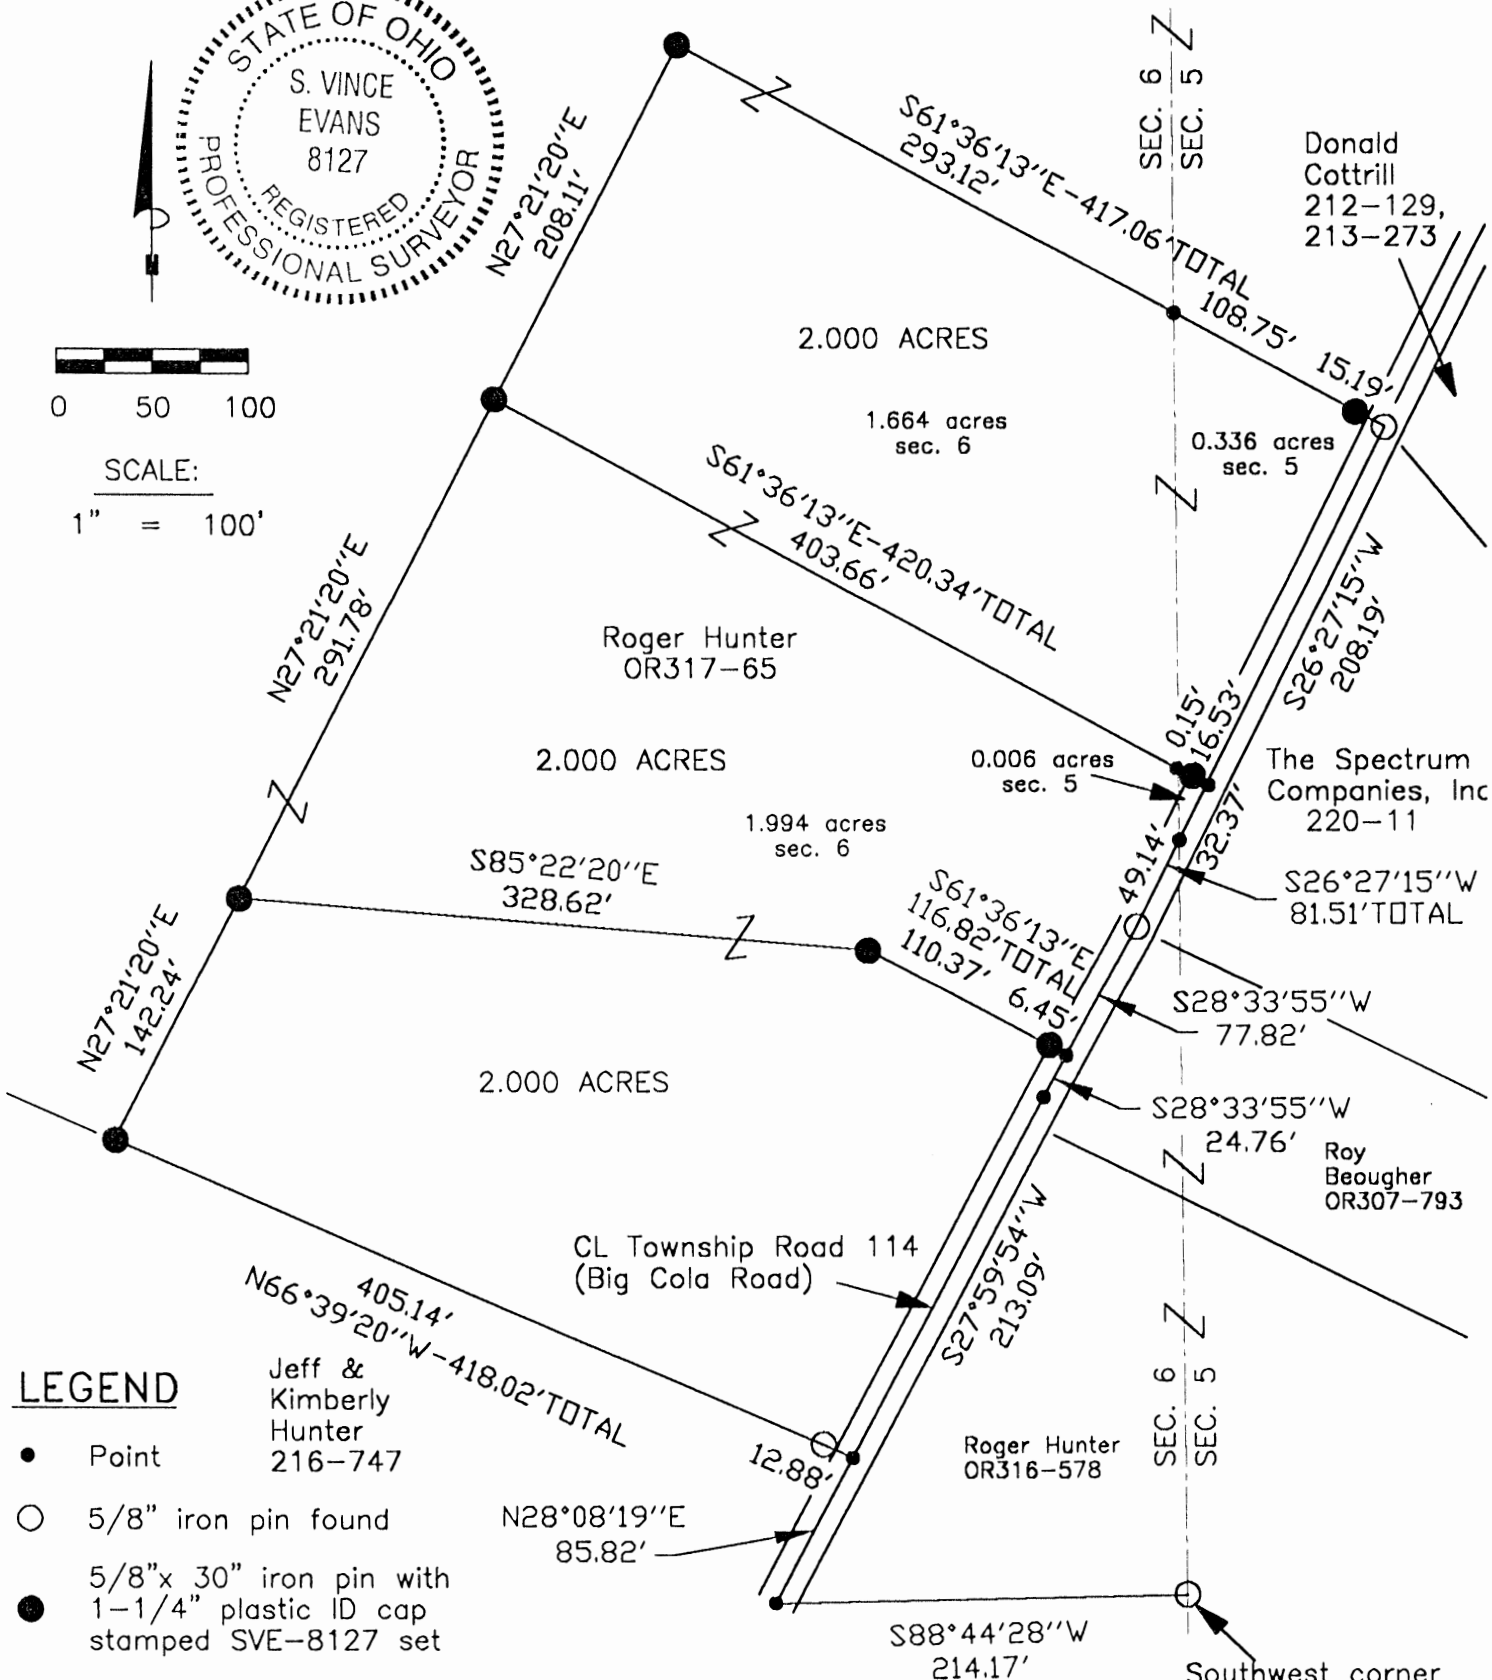 STATE OF OHIO
S. VINCE
EVANS
8127
REGISTERED
PROFESSIONAL SURVEYOR
0 50 100
SCALE:
1" = 100'
N27°21'20"E
208.11'
S61°36'13"E-417.06'TOTAL
293.12'
108.75'
15.19'
SEC. 6
SEC. 5
Donald
Cottrill
212-129,
213-273
2.000 ACRES
1.664 acres
sec. 6
0.336 acres
sec. 5
S61°36'13"E-420.34'TOTAL
403.66'
0.15'
16.53'
S26°27'15"W
208.19'
N27°21'20"E
291.78'
Roger Hunter
OR317-65
2.000 ACRES
1.994 acres
sec. 6
0.006 acres
sec. 5
The Spectrum
Companies, Inc
220-11
32.37'
49.14'
S26°27'15"W
81.51'TOTAL
S85°22'20"E
328.62'
S61°36'13"E
116.82'TOTAL
110.37' 6.45'
S28°33'55"W
77.82'
N27°21'20"E
142.24'
2.000 ACRES
S28°33'55"W
24.76'
Roy
Beougher
OR307-793
CL Township Road 114
(Big Cola Road)
S27°59'54"W
213.09'
405.14'
N66°39'20"W-418.02'TOTAL
12.88'
Jeff &
Kimberly
Hunter
216-747
N28°08'19"E
85.82'
Roger Hunter
OR316-578
SEC. 6
SEC. 5
S88°44'28"W
214.17'
Southwest corner
LEGEND
Point
5/8" iron pin found
5/8"x 30" iron pin with
1-1/4" plastic ID cap
stamped SVE-8127 set